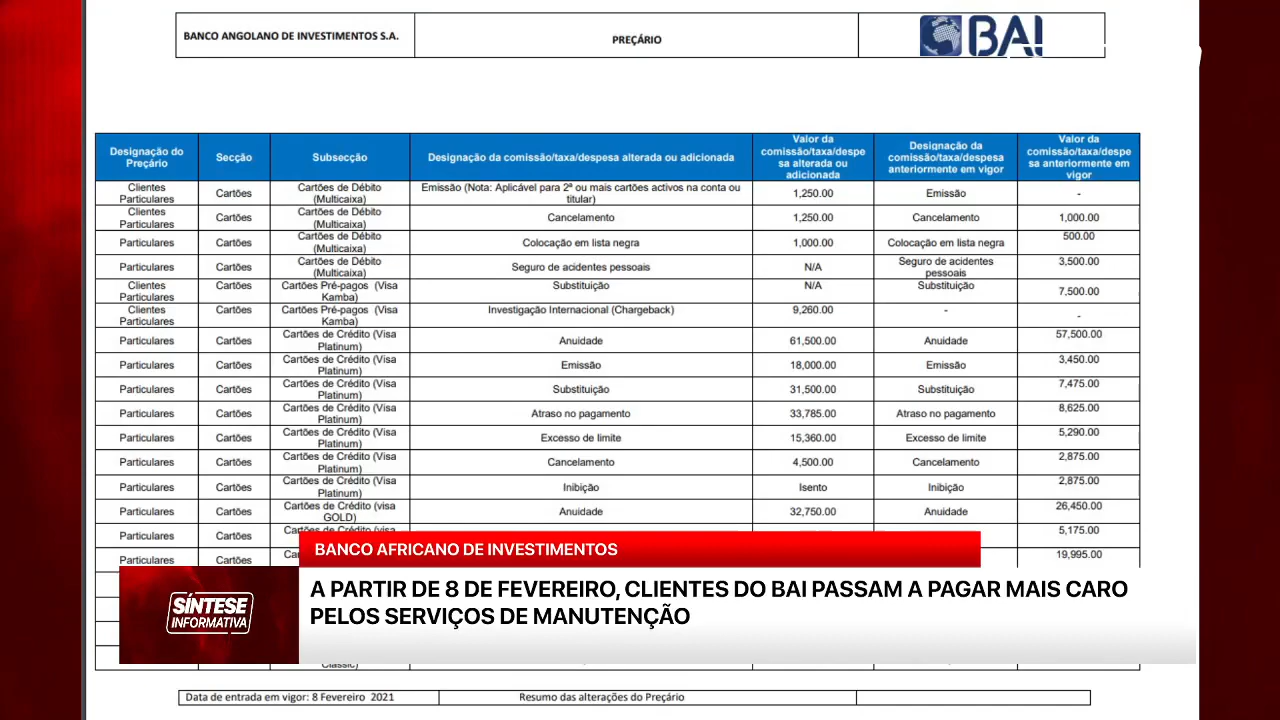 BANCO ANGOLANO DE INVESTIMENTOS S.A. PREÇÁRIO BAI
Designação do Preçário Secção Subsecção Designação da comissão/taxa/despesa alterada ou adicionada Valor da comissão/taxa/despe sa alterada ou adicionada Designação da comissão/taxa/despesa anteriormente em vigor Valor da comissão/taxa/despe sa anteriormente em vigor
Clientes Particulares Cartões Cartões de Débito (Multicaixa) Emissão (Nota: Aplicável para 2ª ou mais cartões activos na conta ou titular) 1,250.00 Emissão -
Clientes Particulares Cartões Cartões de Débito (Multicaixa) Cancelamento 1,250.00 Cancelamento 1,000.00
Particulares Cartões Cartões de Débito (Multicaixa) Colocação em lista negra 1,000.00 Colocação em lista negra 500.00
Particulares Cartões Cartões de Débito (Multicaixa) Seguro de acidentes pessoais N/A Seguro de acidentes pessoais 3,500.00
Clientes Particulares Cartões Cartões Pré-pagos (Visa Kamba) Substituição N/A Substituição 7,500.00
Clientes Particulares Cartões Cartões Pré-pagos (Visa Kamba) Investigação Internacional (Chargeback) 9,260.00 - -
Particulares Cartões Cartões de Crédito (Visa Platinum) Anuidade 61,500.00 Anuidade 57,500.00
Particulares Cartões Cartões de Crédito (Visa Platinum) Emissão 18,000.00 Emissão 3,450.00
Particulares Cartões Cartões de Crédito (Visa Platinum) Substituição 31,500.00 Substituição 7,475.00
Particulares Cartões Cartões de Crédito (Visa Platinum) Atraso no pagamento 33,785.00 Atraso no pagamento 8,625.00
Particulares Cartões Cartões de Crédito (Visa Platinum) Excesso de limite 15,360.00 Excesso de limite 5,290.00
Particulares Cartões Cartões de Crédito (Visa Platinum) Cancelamento 4,500.00 Cancelamento 2,875.00
Particulares Cartões Cartões de Crédito (Visa Platinum) Inibição Isento Inibição 2,875.00
Particulares Cartões Cartões de Crédito (visa GOLD) Anuidade 32,750.00 Anuidade 26,450.00
Particulares Cartões Cartões de Crédito (visa 5,175.00
Particulares Cartões 19,995.00
BANCO AFRICANO DE INVESTIMENTOS
A PARTIR DE 8 DE FEVEREIRO, CLIENTES DO BAI PASSAM A PAGAR MAIS CARO
PELOS SERVIÇOS DE MANUTENÇÃO
SÍNTESE
INFORMATIVA
Classic)
Data de entrada em vigor: 8 Fevereiro 2021 Resumo das alterações do Preçário